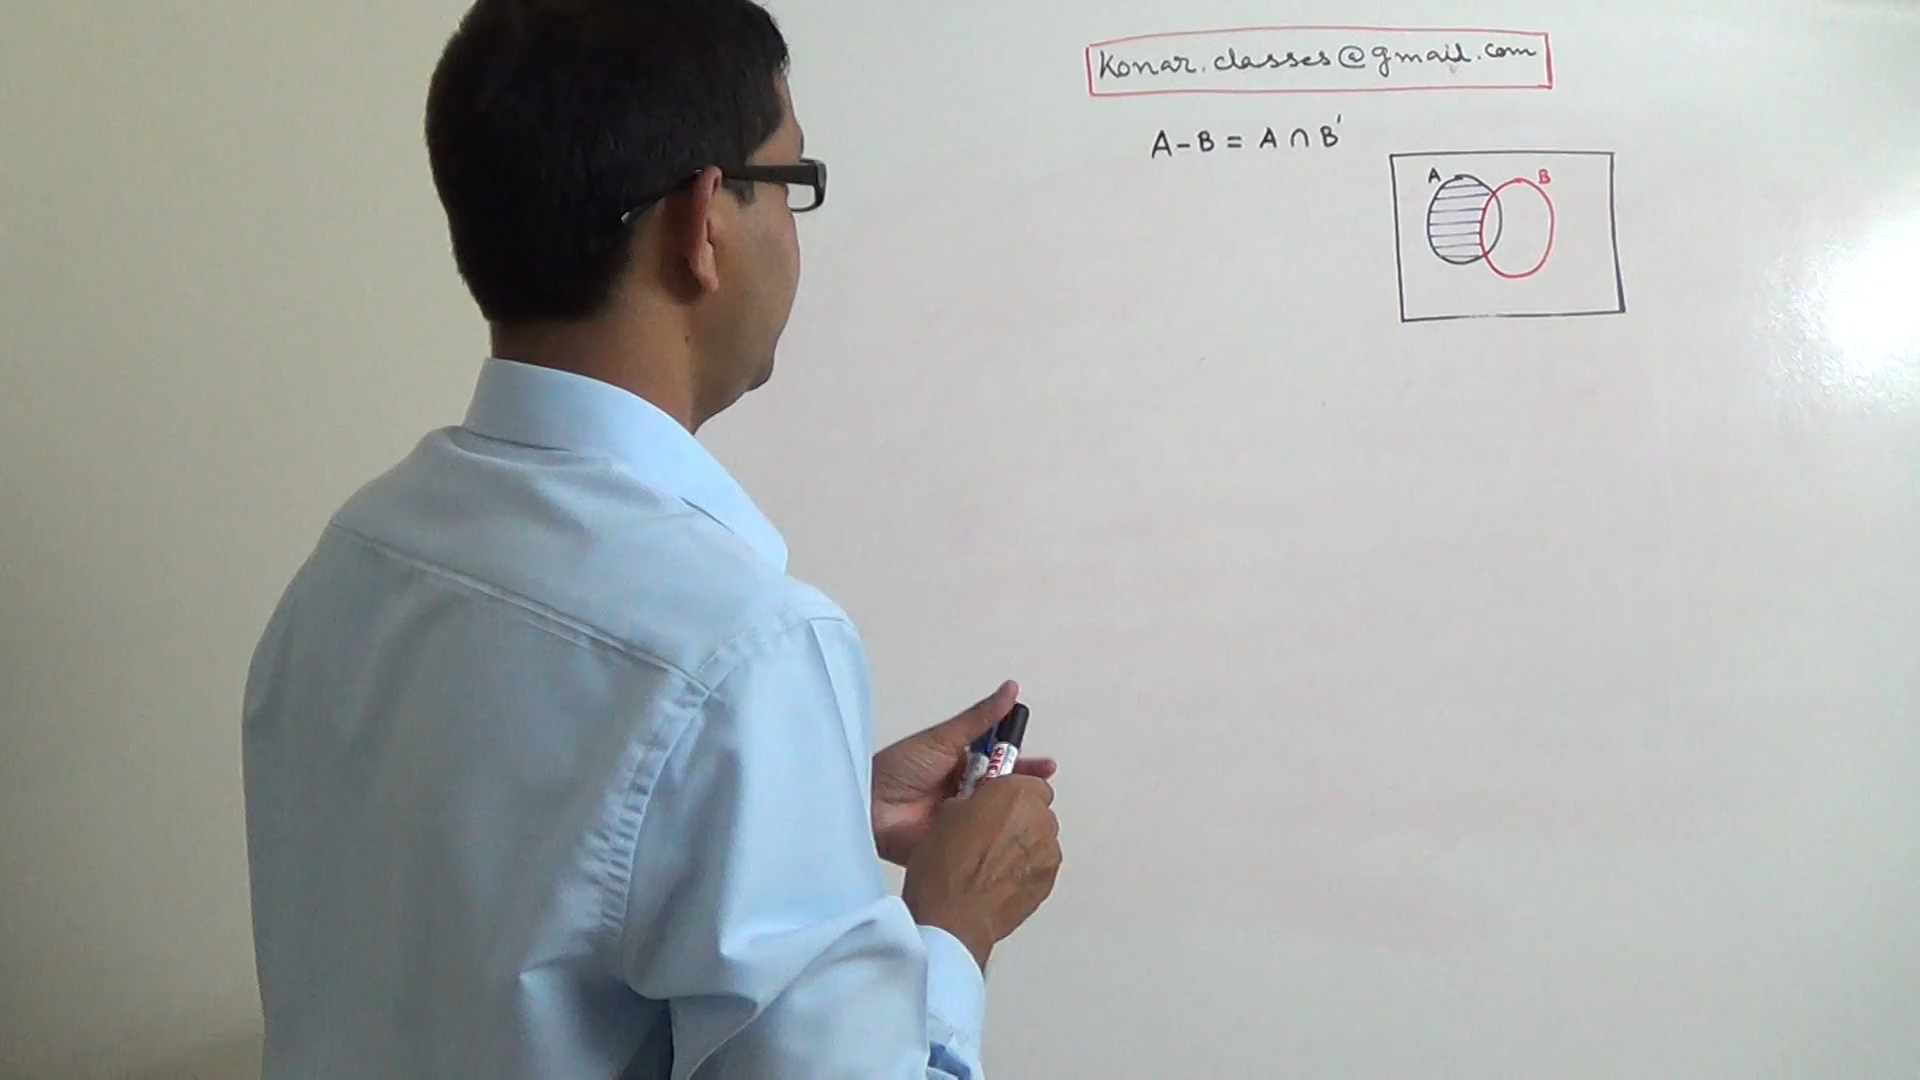 Konar.classes@gmail.com
A-B = A ∩ B'
A B